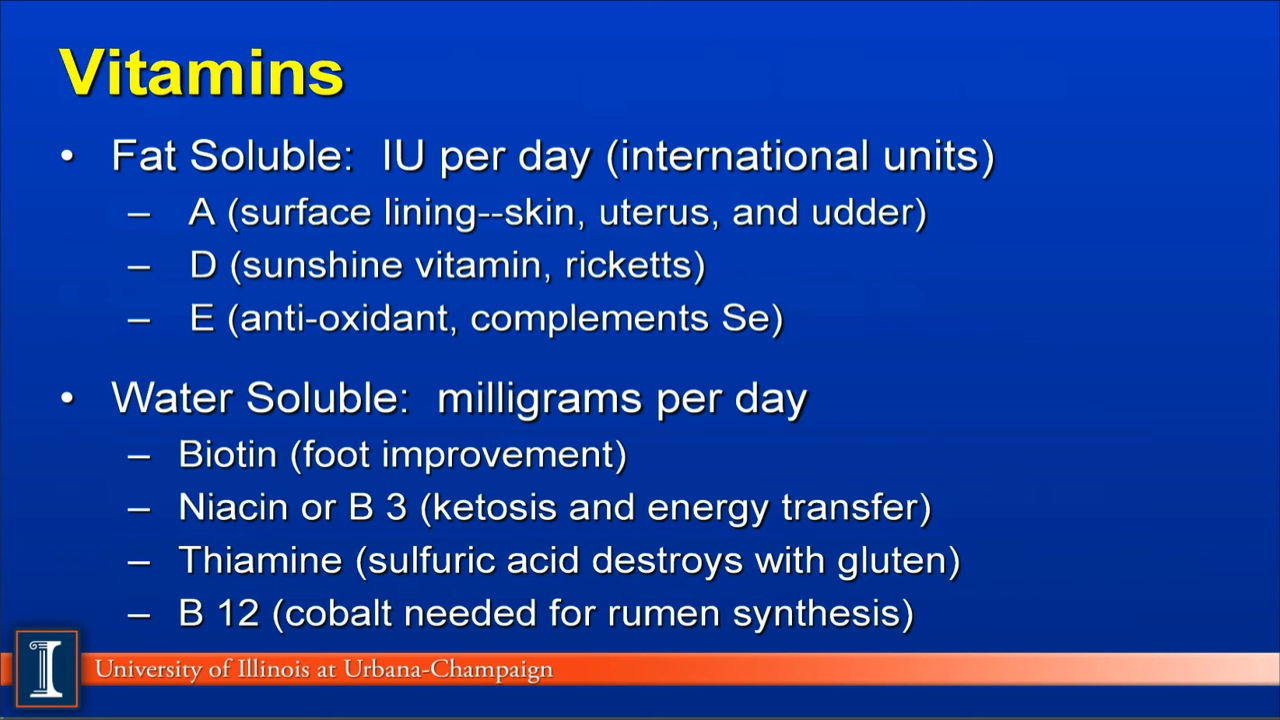 Vitamins
• Fat Soluble: IU per day (international units)
– A (surface lining--skin, uterus, and udder)
– D (sunshine vitamin, ricketts)
– E (anti-oxidant, complements Se)
• Water Soluble: milligrams per day
– Biotin (foot improvement)
– Niacin or B 3 (ketosis and energy transfer)
– Thiamine (sulfuric acid destroys with gluten)
– B 12 (cobalt needed for rumen synthesis)
I University of Illinois at Urbana-Champaign